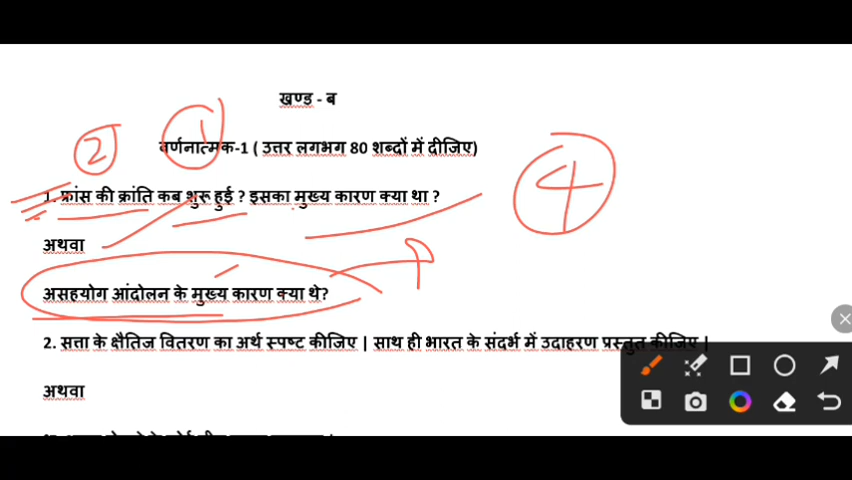 खण्ड - ब
वर्णनात्मक-1 ( उत्तर लगभग 80 शब्दों में दीजिए)
2 1
1. फ्रांस की क्रांति कब शुरू हुई ? इसका मुख्य कारण क्या था ?
4
अथवा
असहयोग आंदोलन के मुख्य कारण क्या थे?
2. सत्ता के क्षैतिज वितरण का अर्थ स्पष्ट कीजिए | साथ ही भारत के संदर्भ में उदाहरण प्रस्तुत कीजिए |
अथवा